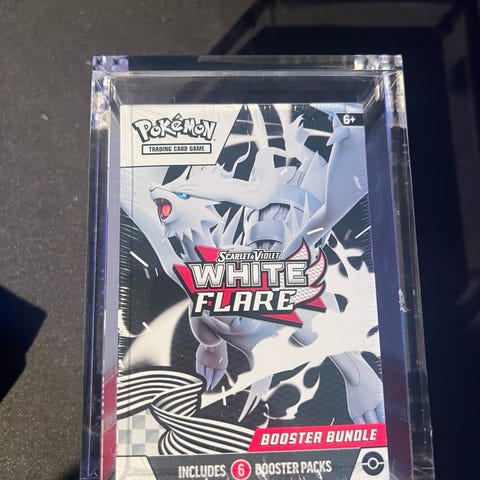 POKéMON
TRADING CARD GAME
6+
SCARLET & VIOLET
WHITE
FLARE
BOOSTER BUNDLE
INCLUDES 6 BOOSTER PACKS